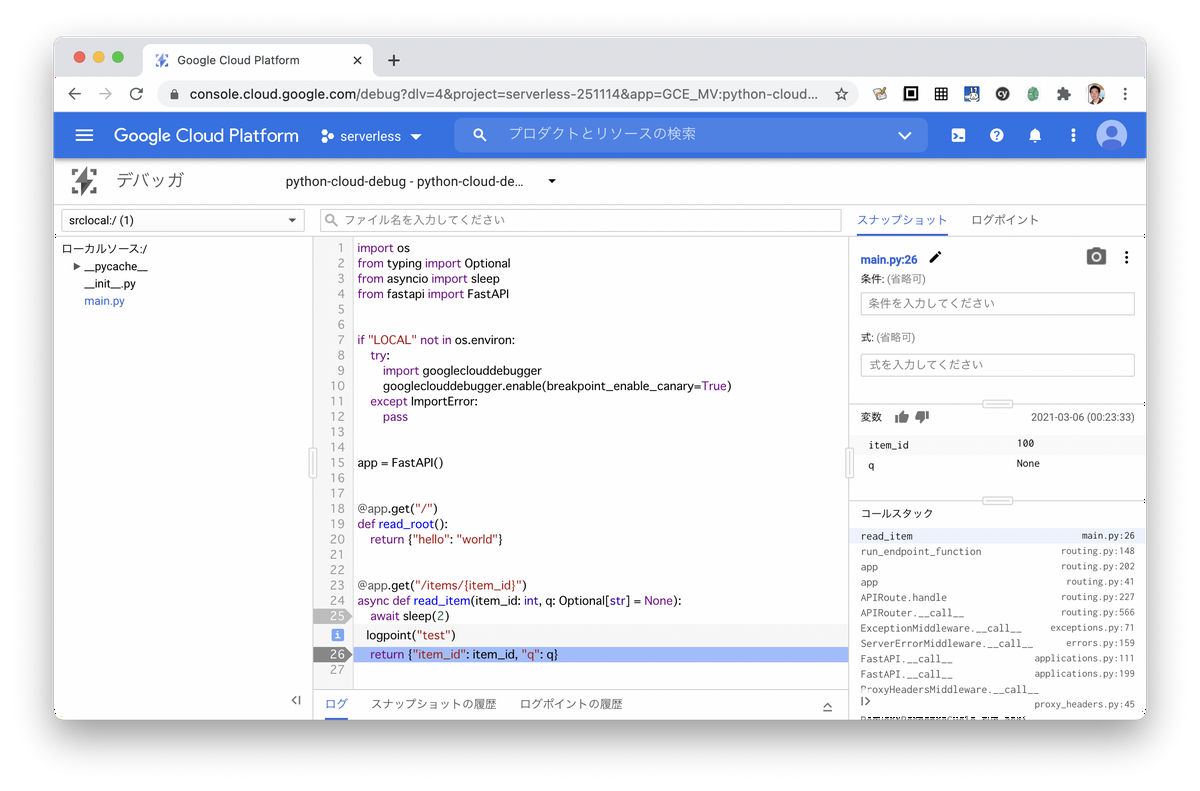 Google Cloud Platform
console.cloud.google.com/debug?dlv=4&project=serverless-251114&app=GCE_MV:python-cloud...
Google Cloud Platform
serverless
プロダクトとリソースの検索
デバッガ
python-cloud-debug - python-cloud-de...
srclocal:/ (1)
ファイル名を入力してください
スナップショット
ログポイント
ローカルソース:/
__pycache__
__init__.py
main.py
1 import os
2 from typing import Optional
3 from asyncio import sleep
4 from fastapi import FastAPI
5
6
7 if "LOCAL" not in os.environ:
8 try:
9 import googleclouddebugger
10 googleclouddebugger.enable(breakpoint_enable_canary=True)
11 except ImportError:
12 pass
13
14
15 app = FastAPI()
16
17
18 @app.get("/")
19 def read_root():
20 return {"hello": "world"}
21
22
23 @app.get("/items/{item_id}")
24 async def read_item(item_id: int, q: Optional[str] = None):
25 await sleep(2)
logpoint("test")
26 return {"item_id": item_id, "q": q}
27
ログ
スナップショットの履歴
ログポイントの履歴
main.py:26
条件: (省略可)
条件を入力してください
式: (省略可)
式を入力してください
変数
2021-03-06 (00:23:33)
item_id 100
q None
コールスタック
read_item main.py:26
run_endpoint_function routing.py:148
app routing.py:202
app routing.py:41
APIRoute.handle routing.py:227
APIRouter.__call__ routing.py:566
ExceptionMiddleware.__call__ exceptions.py:71
ServerErrorMiddleware.__call__ errors.py:159
FastAPI.__call__ applications.py:111
FastAPI.__call__ applications.py:199
ProxyHeadersMiddleware.__call__
proxy_headers.py:45